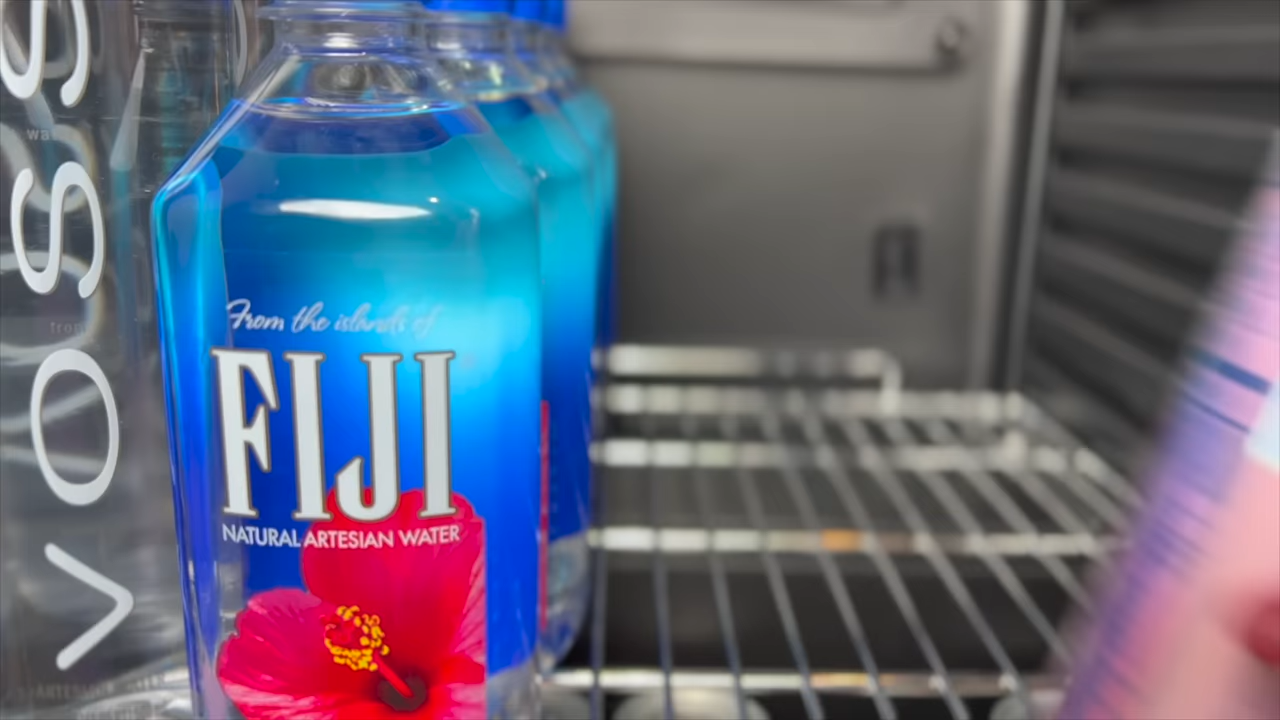 VOSS
From the islands of
FIJI
NATURAL ARTESIAN WATER